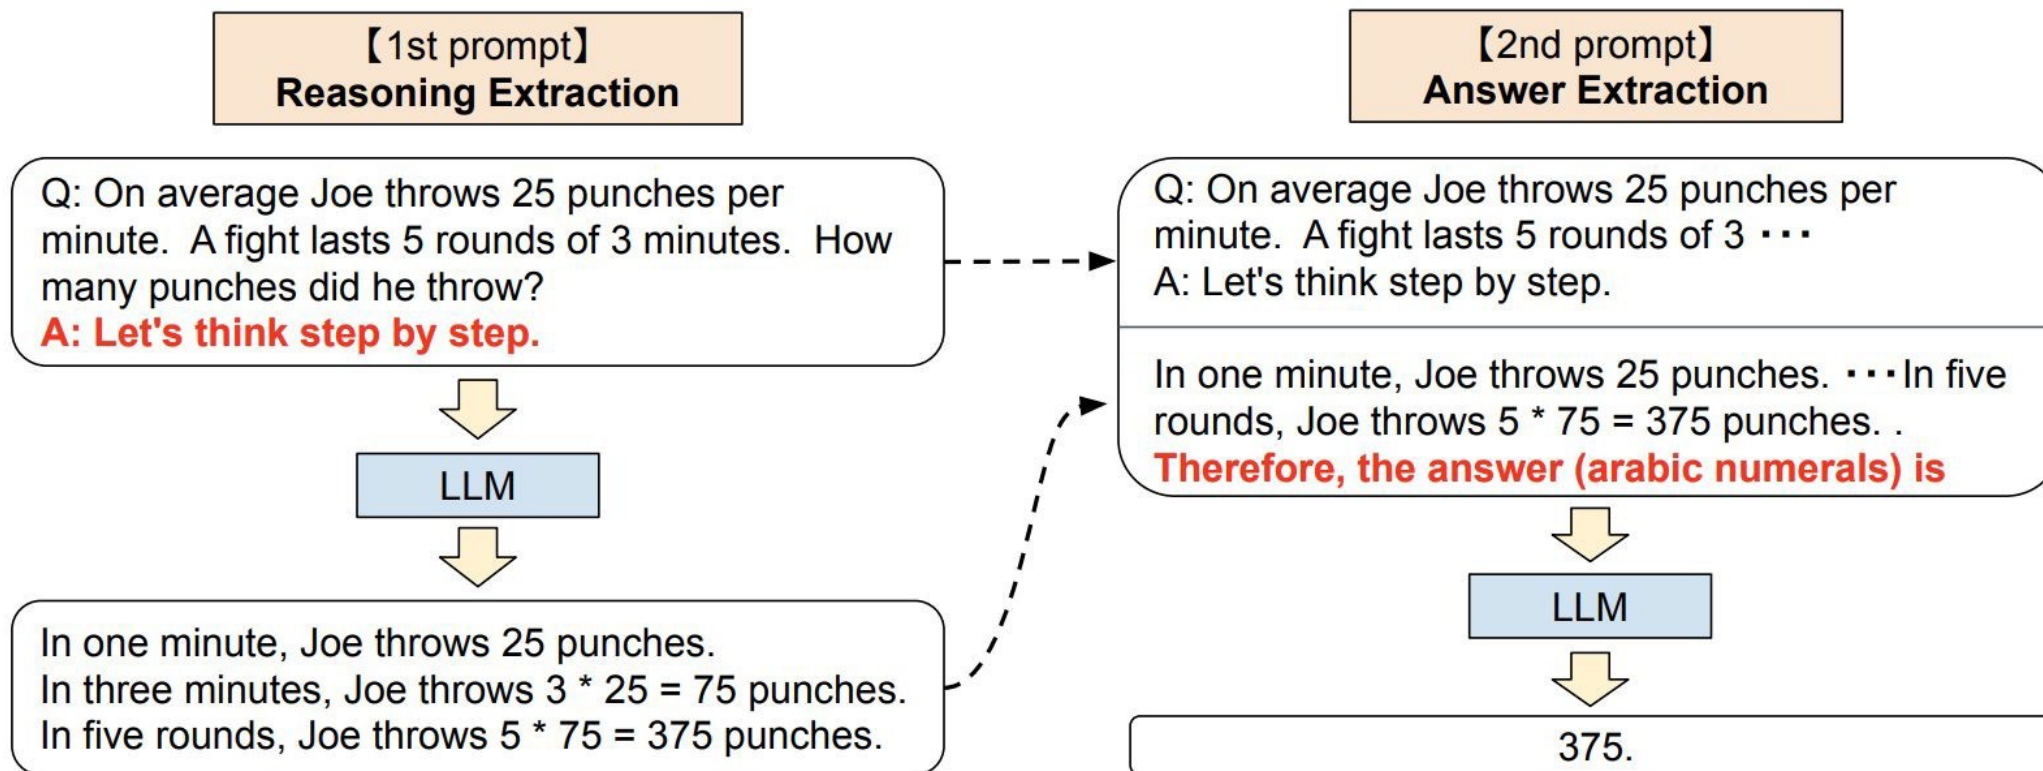 【1st prompt】
Reasoning Extraction
Q: On average Joe throws 25 punches per
minute.  A fight lasts 5 rounds of 3 minutes.  How
many punches did he throw?
A: Let's think step by step.
LLM
In one minute, Joe throws 25 punches.
In three minutes, Joe throws 3 * 25 = 75 punches.
In five rounds, Joe throws 5 * 75 = 375 punches.
【2nd prompt】
Answer Extraction
Q: On average Joe throws 25 punches per
minute.  A fight lasts 5 rounds of 3 ･･･
A: Let's think step by step.
In one minute, Joe throws 25 punches. ･･･In five
rounds, Joe throws 5 * 75 = 375 punches. .
Therefore, the answer (arabic numerals) is
LLM
375.